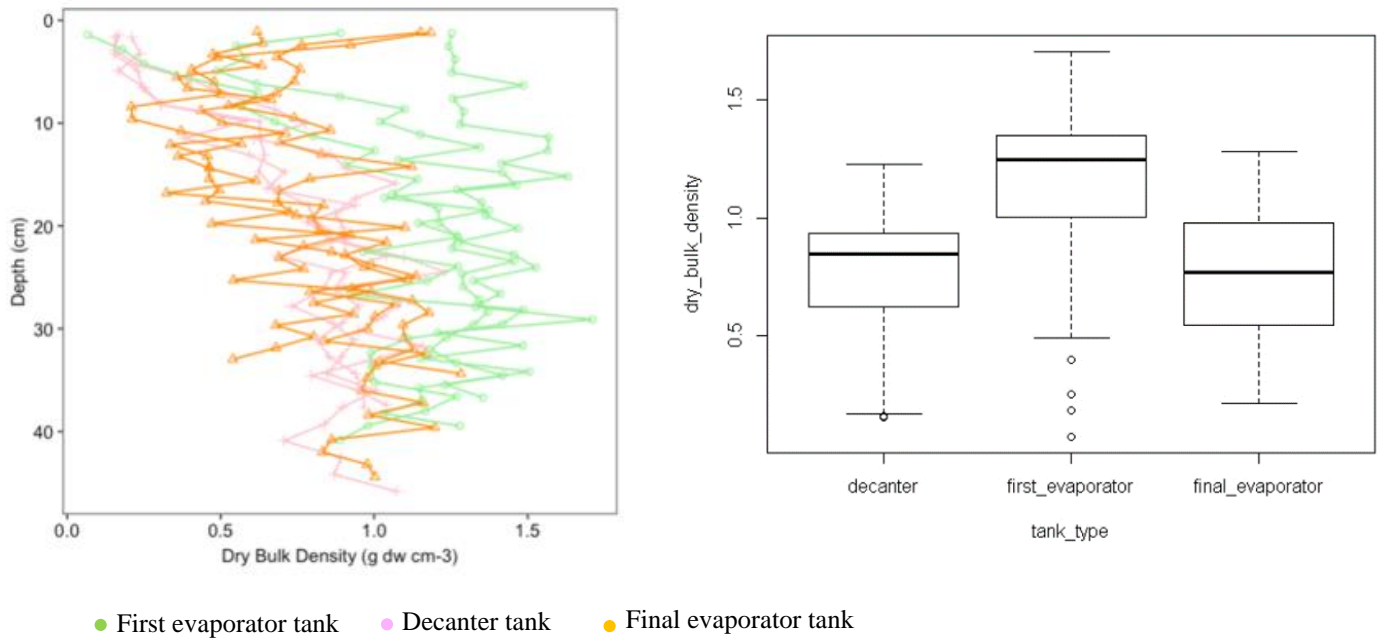 0
10
20
30
40
Depth (cm)
0.0 0.5 1.0 1.5
Dry Bulk Density (g dw cm-3)
1.5
1.0
0.5
dry_bulk_density
decanter first_evaporator final_evaporator
tank_type
First evaporator tank Decanter tank Final evaporator tank